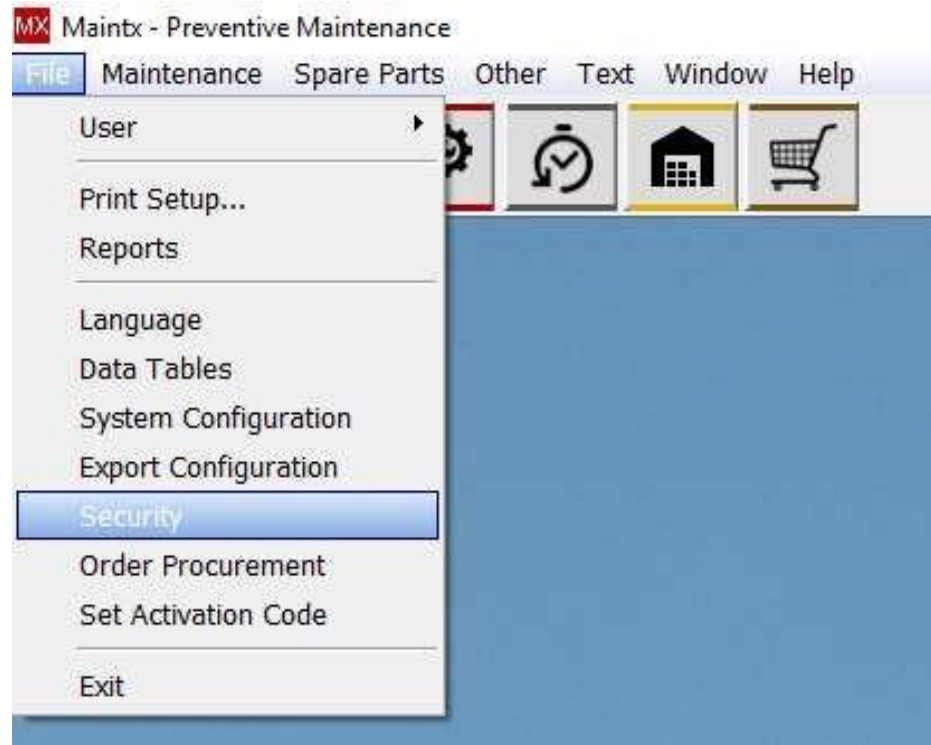 MX Maintx - Preventive Maintenance
File Maintenance Spare Parts Other Text Window Help
User
Print Setup...
Reports
Language
Data Tables
System Configuration
Export Configuration
Security
Order Procurement
Set Activation Code
Exit